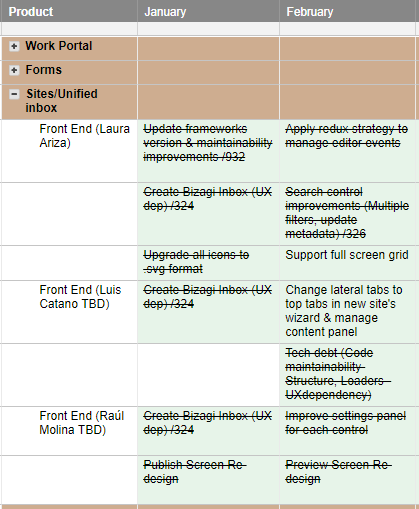 Product January February
Work Portal
Forms
Sites/Unified
inbox
Front End (Laura
Ariza)
Update frameworks
version & maintainability
improvements /932
Apply redux strategy to
manage editor events
Create Bizagi Inbox (UX
dep) /324
Search control
improvements (Multiple
filters, update
metadata) /326
Upgrade all icons to
.svg format
Support full screen grid
Front End (Luis
Catano TBD)
Create Bizagi Inbox (UX
dep) /324
Change lateral tabs to
top tabs in new site's
wizard & manage
content panel
Tech debt (Code
maintainability-
Structure, Loaders -
UXdependency)
Front End (Raúl
Molina TBD)
Create Bizagi Inbox (UX
dep) /324
Improve settings panel
for each control
Publish Screen Re-
design
Preview Screen Re-
design